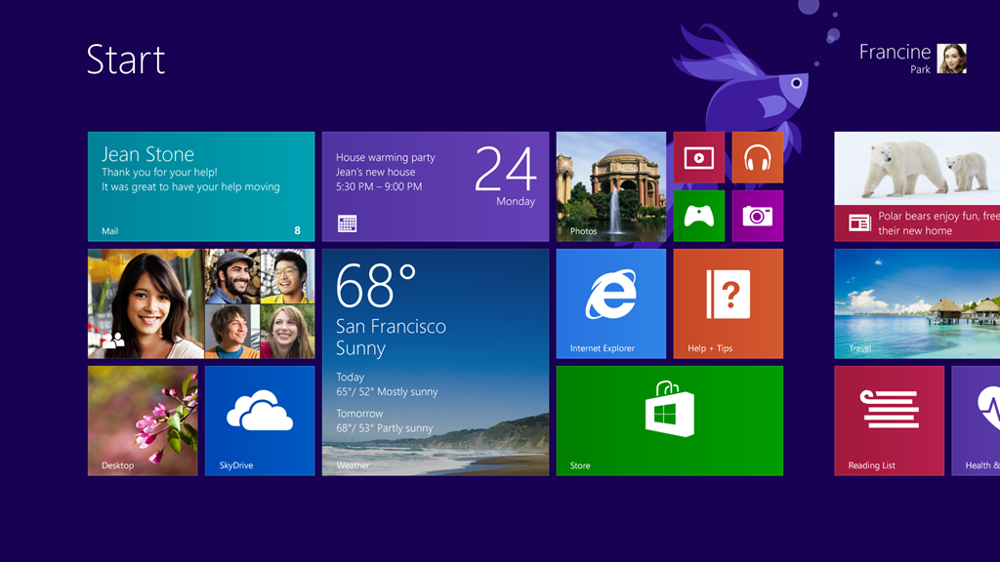 Start
Francine
Park
Jean Stone
Thank you for your help!
It was great to have your help moving
Mail
8
House warming party
Jean's new house
5:30 PM – 9:00 PM
24
Monday
Photos
Polar bears enjoy fun, free
their new home
68°
San Francisco
Sunny
Today
65°/ 52° Mostly sunny
Tomorrow
68°/ 53° Partly sunny
Weather
Internet Explorer
?
Help + Tips
Travel
Desktop
SkyDrive
Store
Reading List
Health &